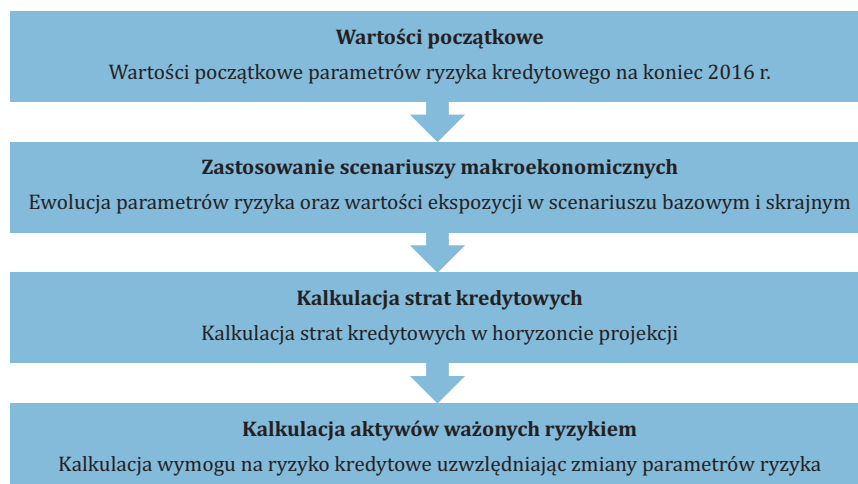 Wartości początkowe
Wartości początkowe parametrów ryzyka kredytowego na koniec 2016 r.
Zastosowanie scenariuszy makroekonomicznych
Ewolucja parametrów ryzyka oraz wartości ekspozycji w scenariuszu bazowym i skrajnym
Kalkulacja strat kredytowych
Kalkulacja strat kredytowych w horyzoncie projekcji
Kalkulacja aktywów ważonych ryzykiem
Kalkulacja wymogu na ryzyko kredytowe uzwzlędniając zmiany parametrów ryzyka